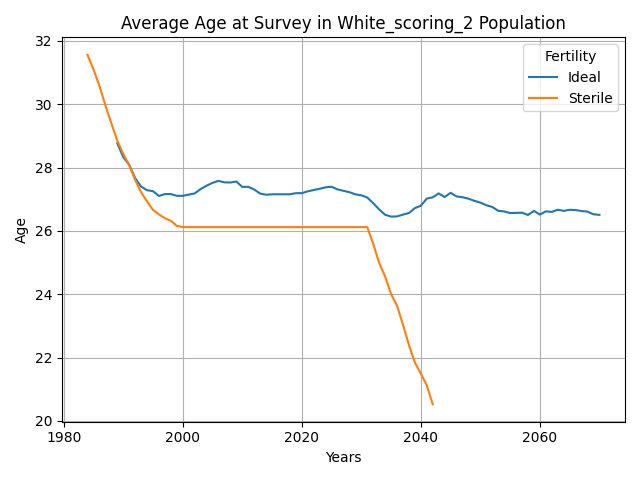 Average Age at Survey in White_scoring_2 Population
32
30
28
26
24
22
20
Age
Fertility
Ideal
Sterile
1980
2000
2020
2040
2060
Years